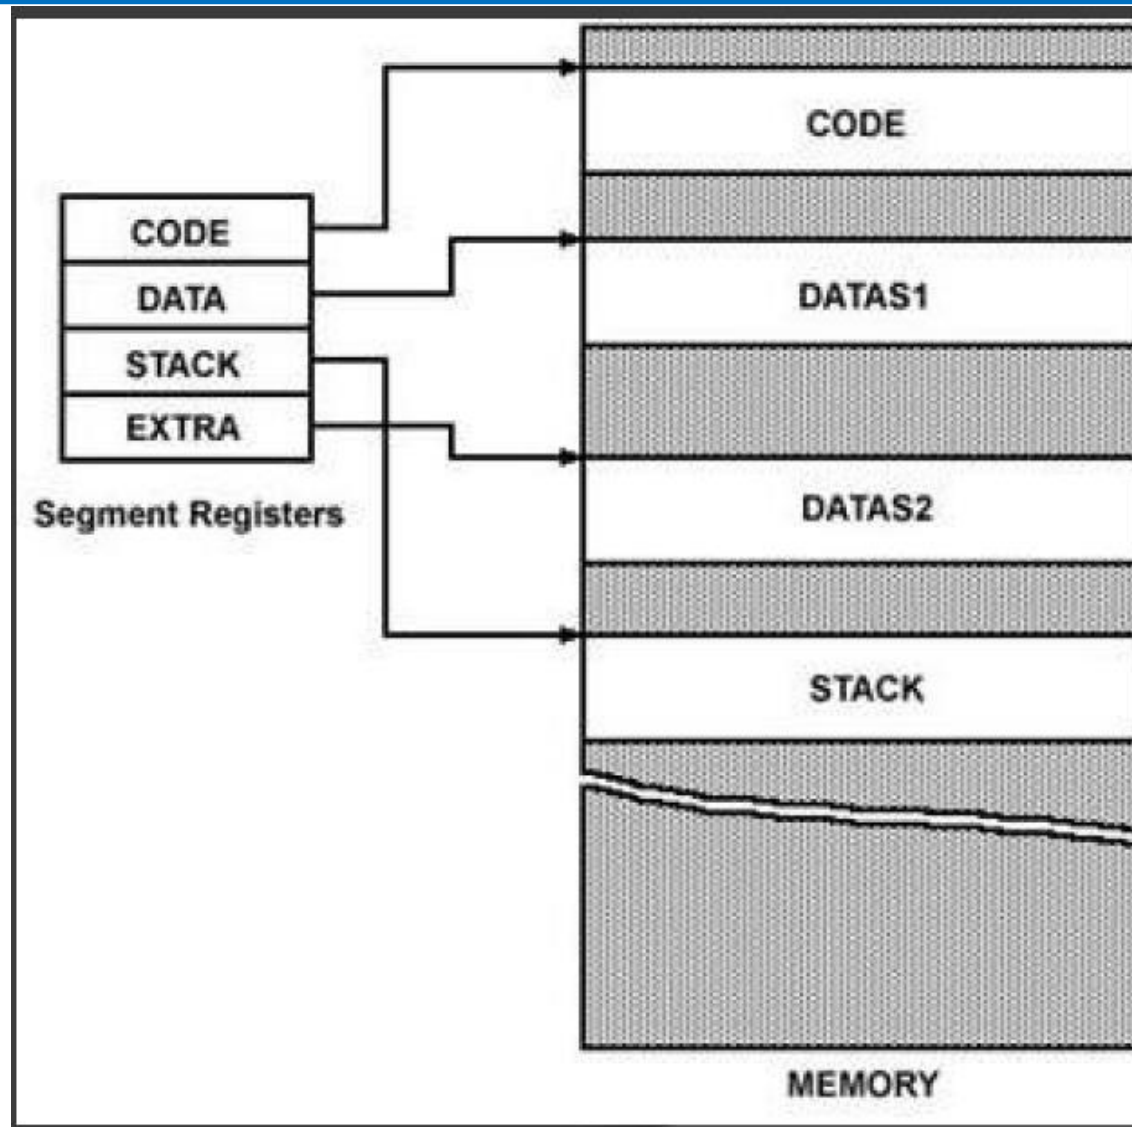 CODE
DATA
STACK
EXTRA
Segment Registers
CODE
DATAS1
DATAS2
STACK
MEMORY